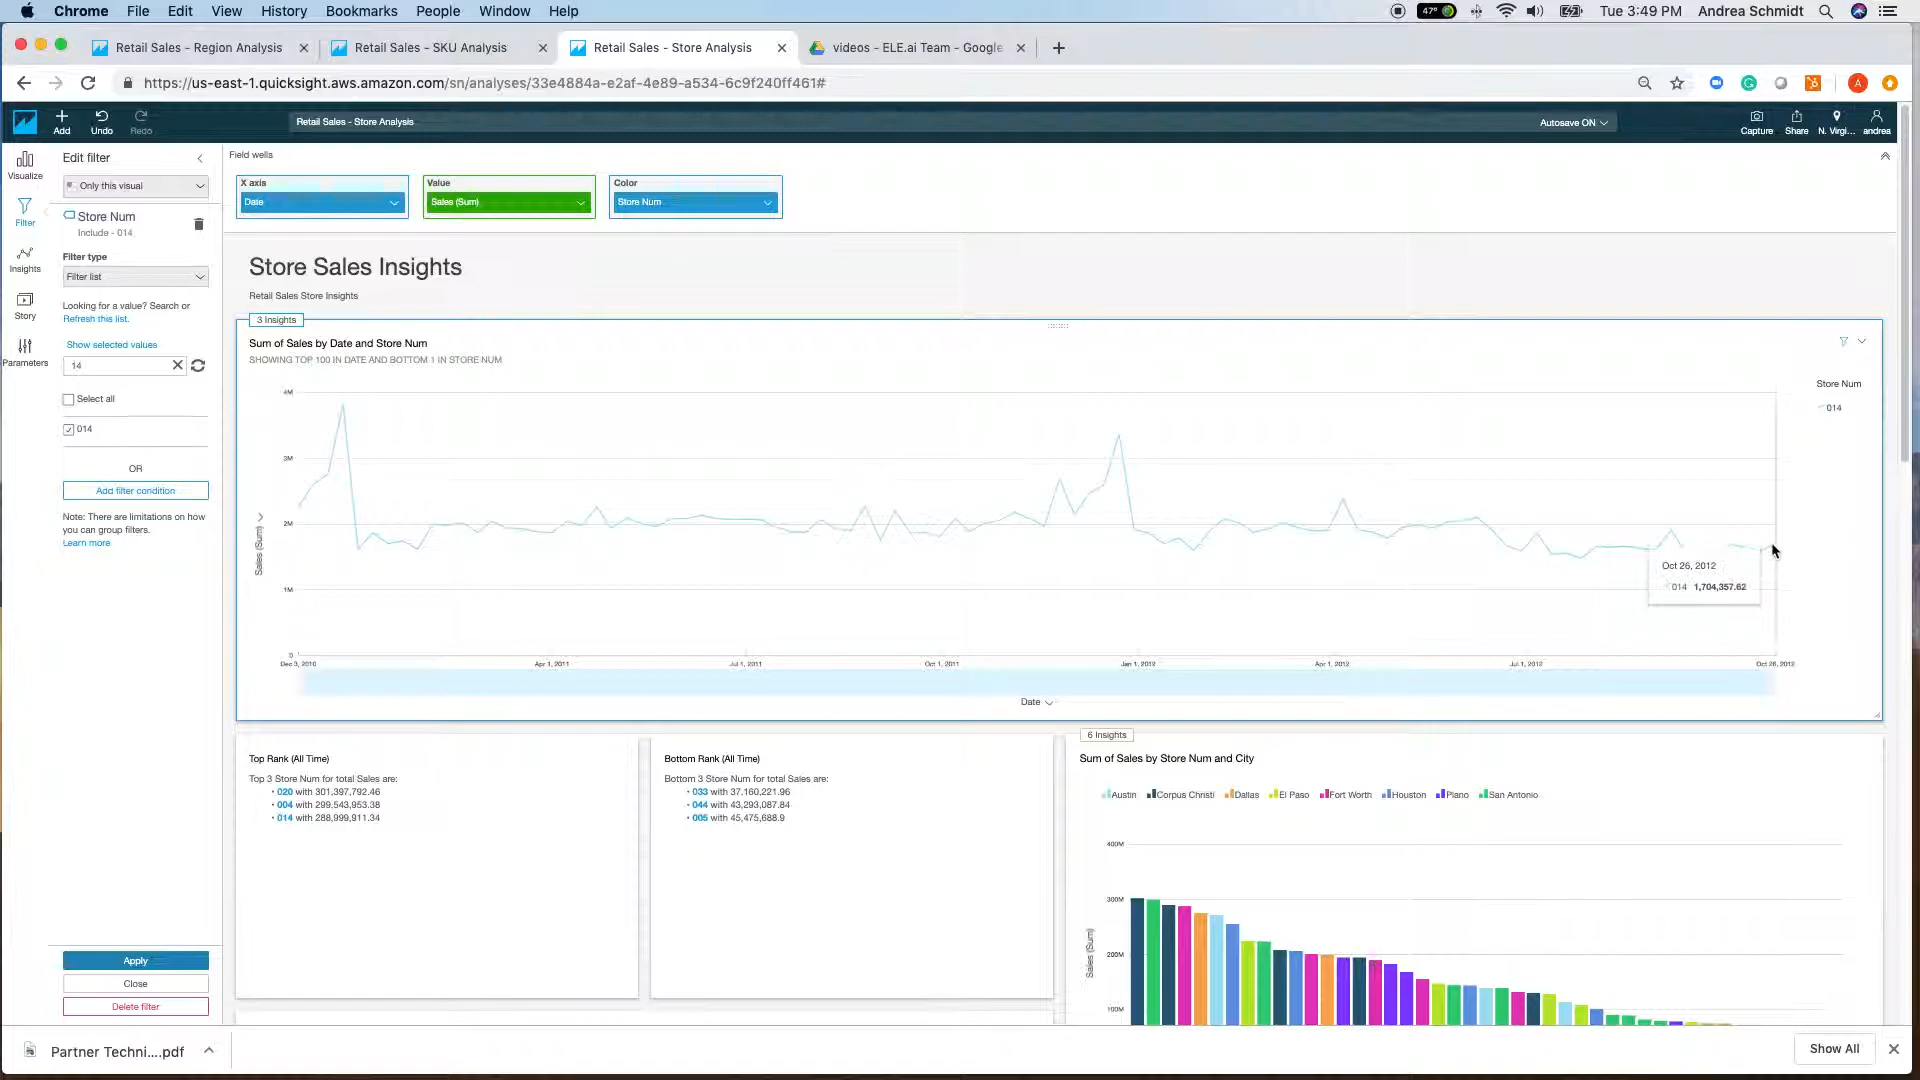 Chrome File Edit View History Bookmarks People Window Help
47° Tue 3:49 PM Andrea Schmidt
Retail Sales - Region Analysis
Retail Sales - SKU Analysis
Retail Sales - Store Analysis
videos - ELE.ai Team - Google
https://us-east-1.quicksight.aws.amazon.com/sn/analyses/33e4884a-e2af-4e89-a534-6c9f240ff461#
A
Add
Undo
Redo
Retail Sales - Store Analysis
Autosave ON
Capture
Share
N. Virgi...
andrea
Visualize
Filter
Insights
Story
Parameters
Edit filter
Only this visual
Store Num
Include - 014
Filter type
Filter list
Looking for a value? Search or
Refresh this list.
Show selected values
14
Select all
014
OR
Add filter condition
Note: There are limitations on how
you can group filters.
Learn more
Apply
Close
Delete filter
Field wells
X axis
Date
Value
Sales (Sum)
Color
Store Num
Store Sales Insights
Retail Sales Store Insights
3 Insights
Sum of Sales by Date and Store Num
SHOWING TOP 100 IN DATE AND BOTTOM 1 IN STORE NUM
Store Num
014
4M
3M
2M
1M
0
Sales (Sum)
Oct 26, 2012
014 1,704,357.62
Dec 3, 2010
Apr 1, 2011
Jul 1, 2011
Oct 1, 2011
Jan 1, 2012
Apr 1, 2012
Jul 1, 2012
Oct 26, 2012
Date
Top Rank (All Time)
Top 3 Store Num for total Sales are:
• 020 with 301,397,792.46
• 004 with 299,543,953.38
• 014 with 288,999,911.34
Bottom Rank (All Time)
Bottom 3 Store Num for total Sales are:
• 033 with 37,160,221.96
• 044 with 43,293,087.84
• 005 with 45,475,688.9
6 Insights
Sum of Sales by Store Num and City
Austin Corpus Christi Dallas El Paso Fort Worth Houston Plano San Antonio
400M
300M
200M
100M
Sales (Sum)
Partner Techni....pdf
Show All